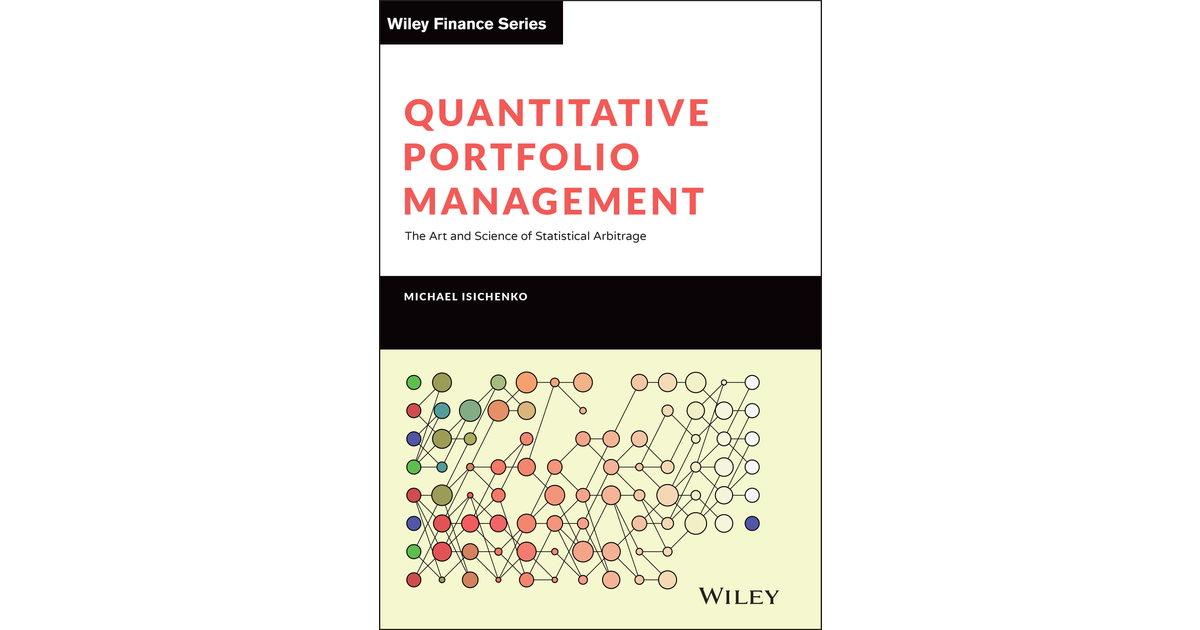 Wiley Finance Series
QUANTITATIVE
PORTFOLIO
MANAGEMENT
The Art and Science of Statistical Arbitrage
MICHAEL ISICHENKO
WILEY